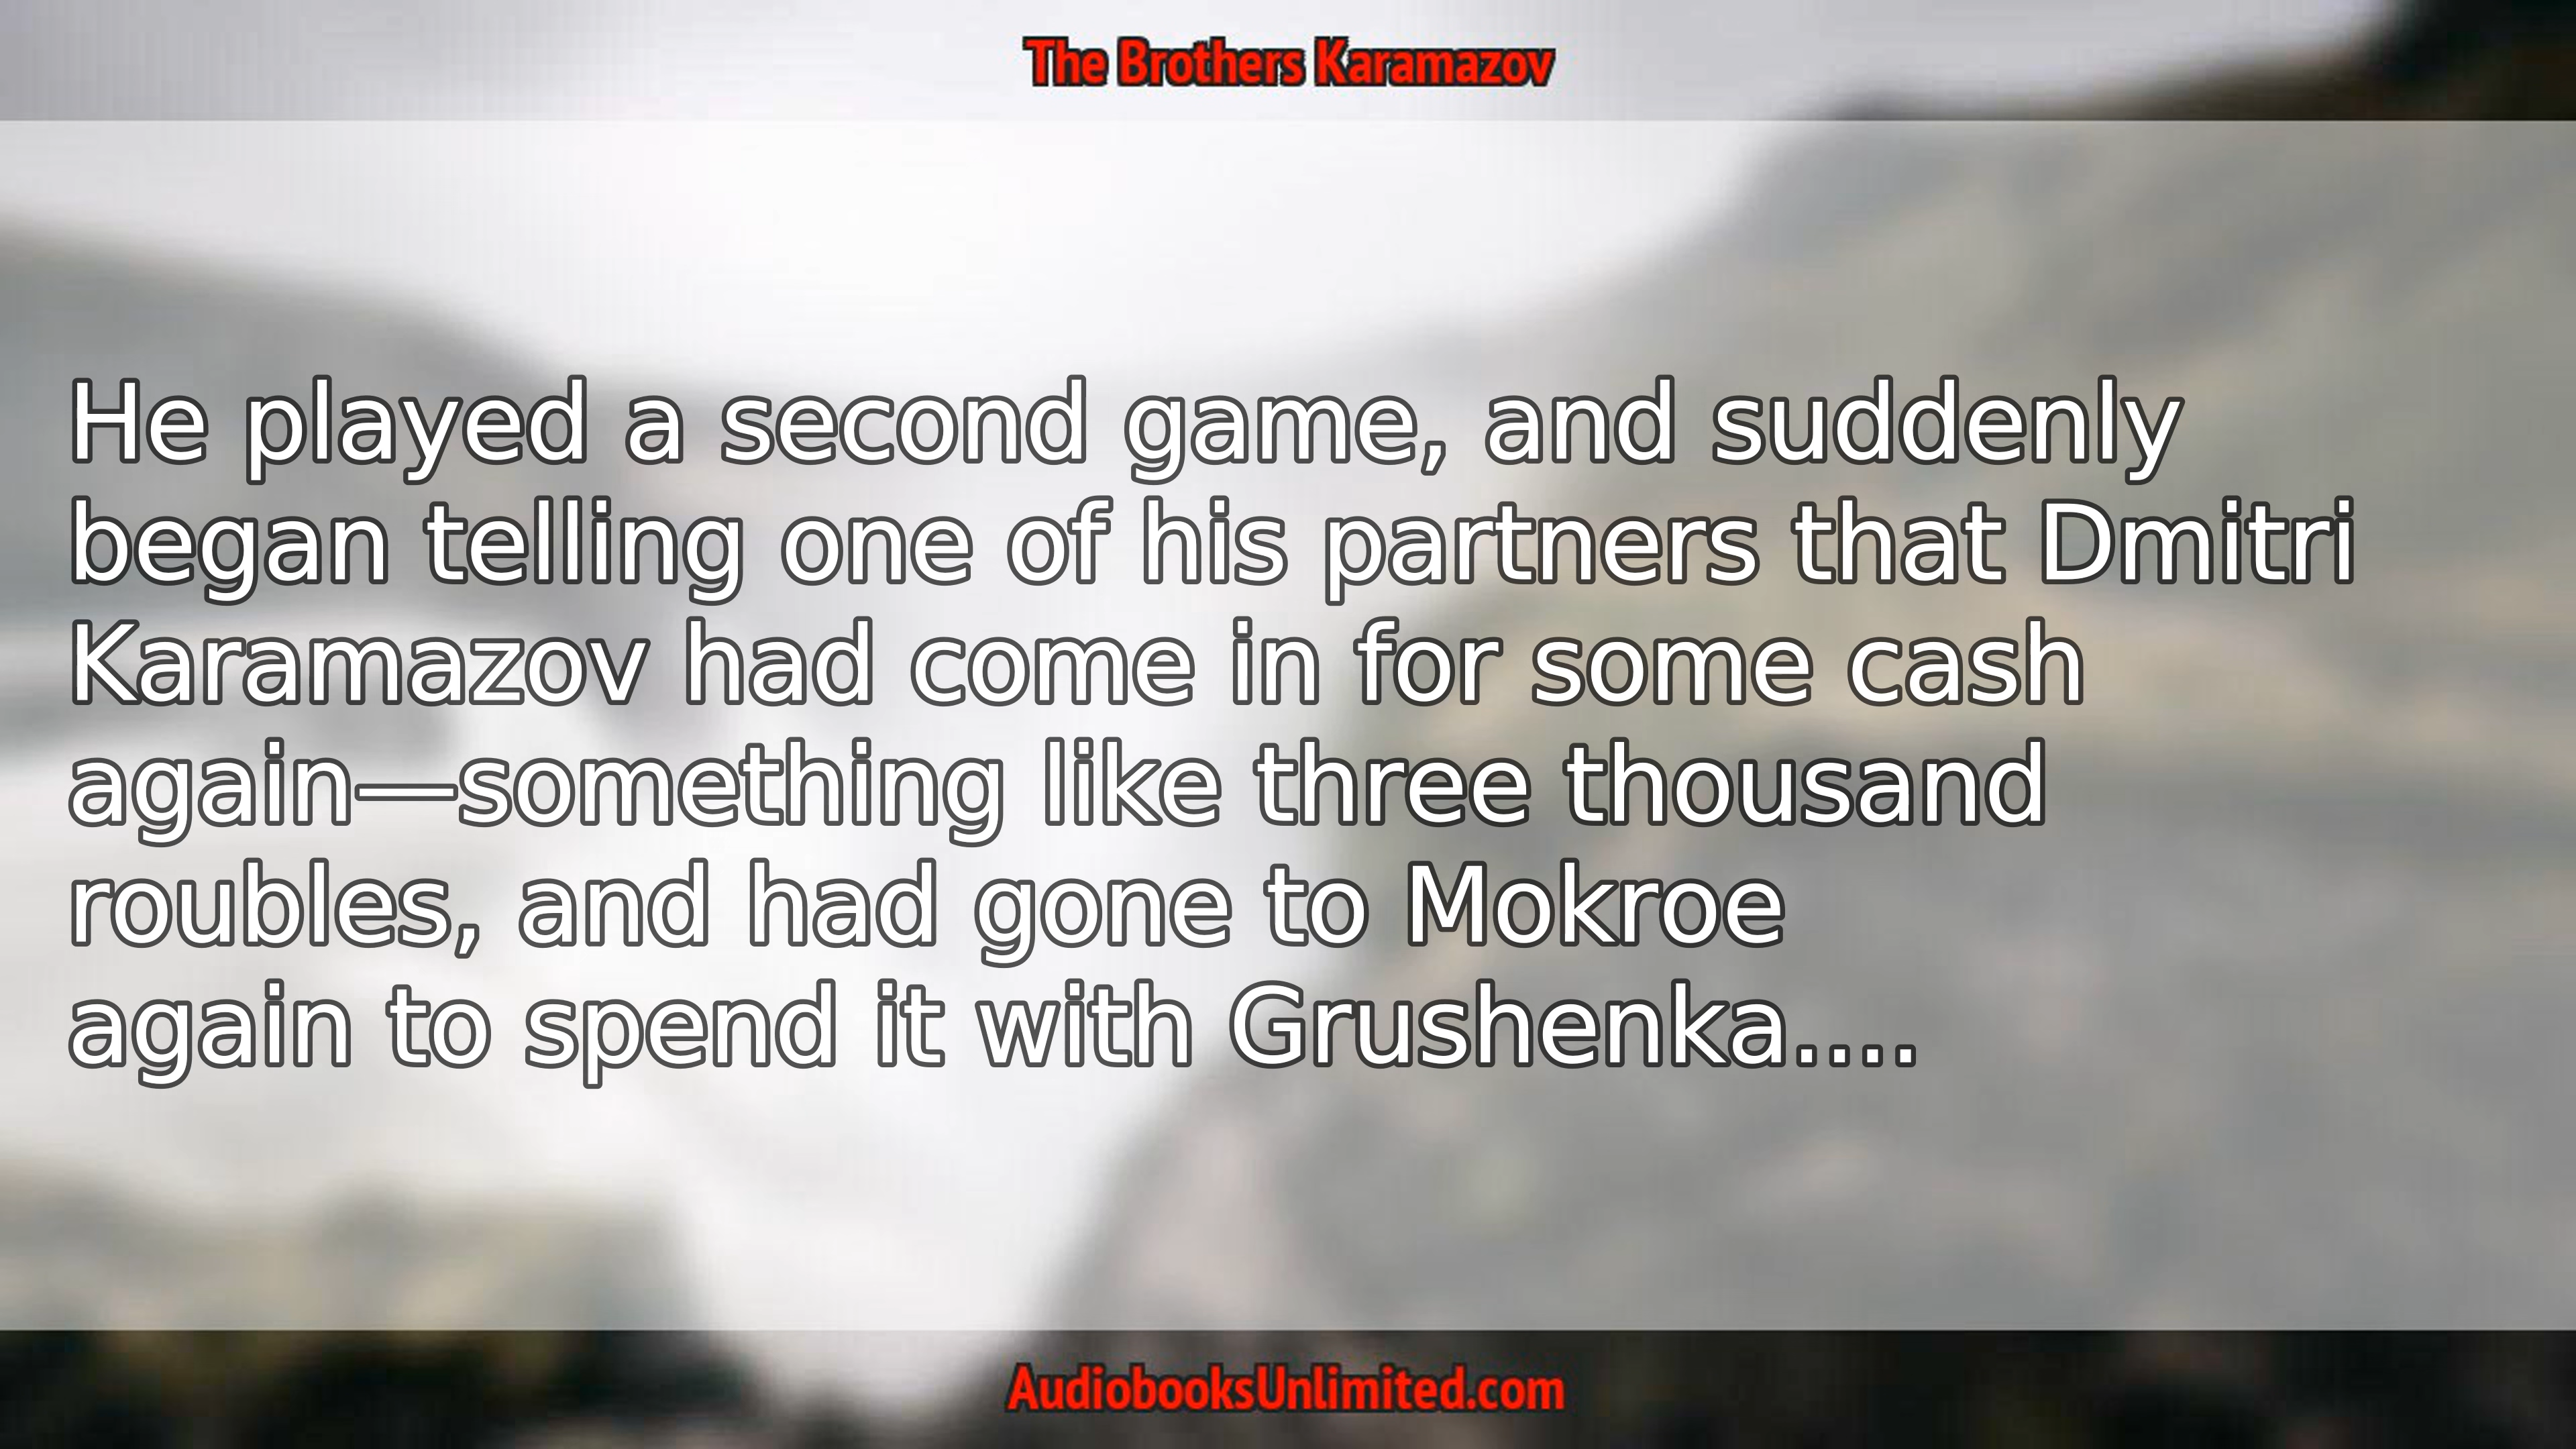 The Brothers Karamazov
He played a second game, and suddenly
began telling one of his partners that Dmitri
Karamazov had come in for some cash
again—something like three thousand
roubles, and had gone to Mokroe
again to spend it with Grushenka....
AudiobooksUnlimited.com